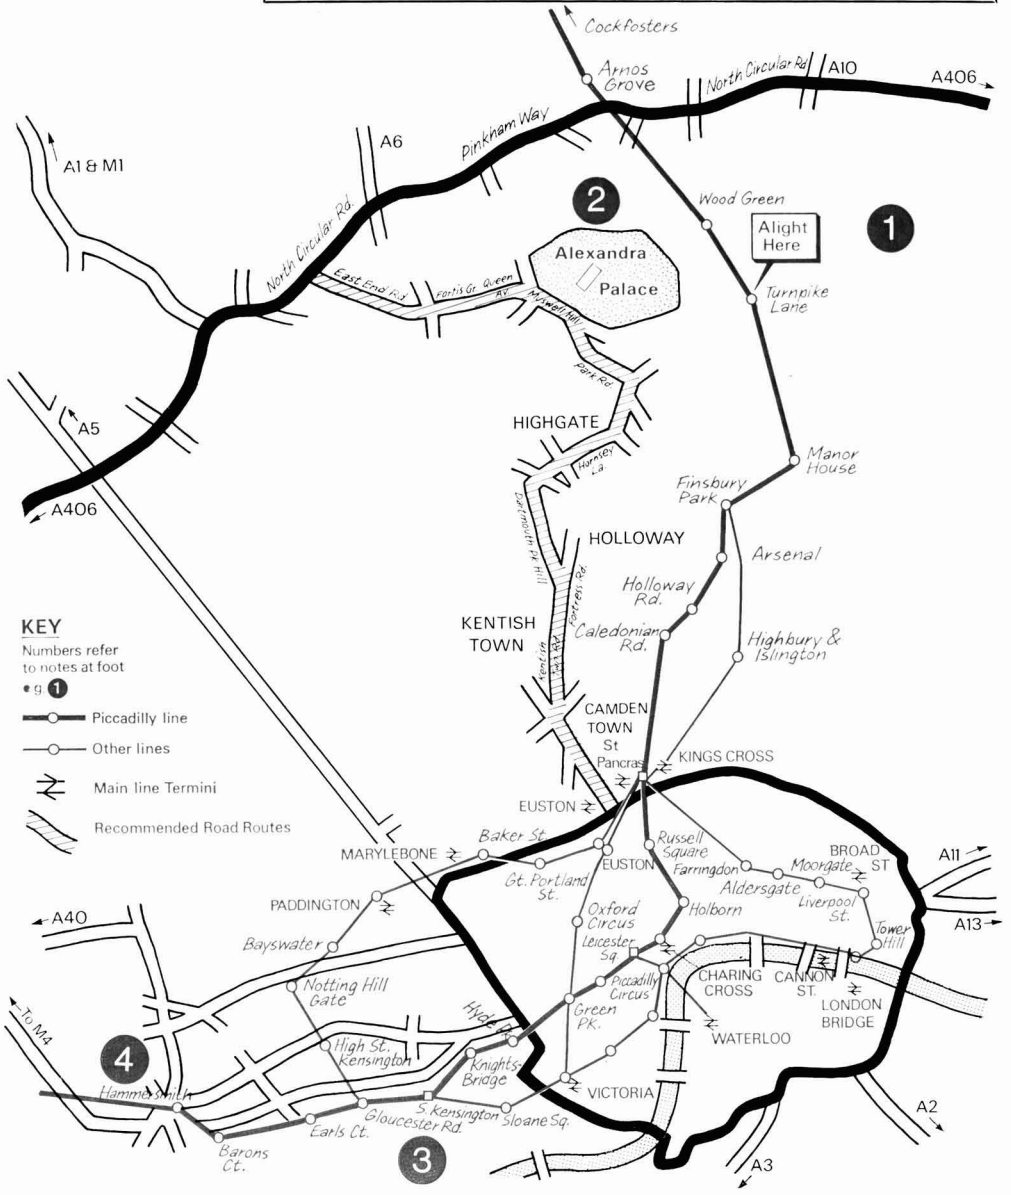 Cockfosters
Arnos
Grove
North Circular Rd
A10
A406
Pinkham Way
A6
A1 & M1
Wood Green
2
1
Alight
Here
North Circular Rd.
Alexandra
Palace
East End Rd
Fortis Gr.
Queen
Av.
Muswell Hill
Turnpike
Lane
Park Rd.
A5
HIGHGATE
Hornsey
La.
Manor
House
Finsbury
Park
A406
Dartmouth Pk Hill
HOLLOWAY
Arsenal
Fortress Rd.
Holloway
Rd.
KENTISH
TOWN
Caledonian
Rd.
Highbury &
Islington
Kentish
Twn Rd.
KEY
Numbers refer
to notes at foot
e g. 1
Piccadilly line
Other lines
Main line Termini
Recommended Road Routes
CAMDEN
TOWN
St
Pancras
KINGS CROSS
EUSTON
Baker St.
MARYLEBONE
EUSTON
Russell
Square
Farringdon
Gt. Portland
St.
Aldersgate
Moorgate
BROAD
ST
Liverpool
St.
A11
A13
PADDINGTON
Oxford
Circus
Holborn
A40
Bayswater
Leicester
Sq.
Tower
Hill
Notting Hill
Gate
Piccadilly
Circus
CHARING
CROSS
CANNON
ST.
LONDON
BRIDGE
Green
PK.
Hyde Pk
To M4
WATERLOO
4
High St.
Kensington
Knights-
Bridge
VICTORIA
Hammersmith
S. Kensington
Sloane Sq.
Gloucester Rd.
Earls Ct.
Barons
Ct.
3
A2
A3